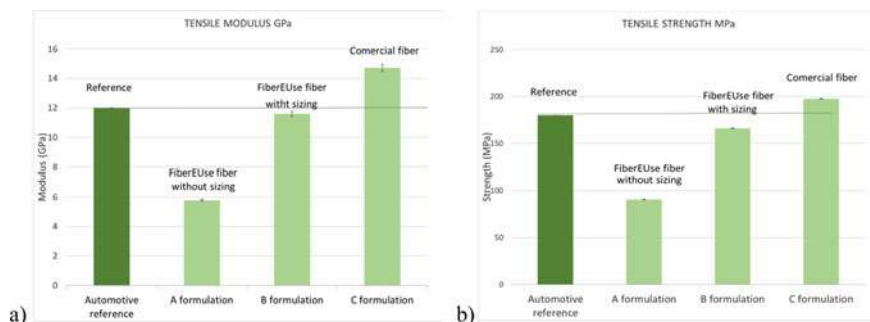 TENSILE MODULUS GPa
16
14
12
10
8
6
4
2
0
Modulus (GPa)
Reference
FiberEUse fiber
without sizing
FiberEUse fiber
witht sizing
Comercial fiber
Automotive
reference
A formulation
B formulation
C formulation
a)
TENSILE STRENGTH MPa
250
200
150
100
50
0
Strength (MPa)
Reference
FiberEUse fiber
without sizing
FiberEUse fiber
with sizing
Comercial fiber
Automotive
reference
A formulation
B formulation
C formulation
b)